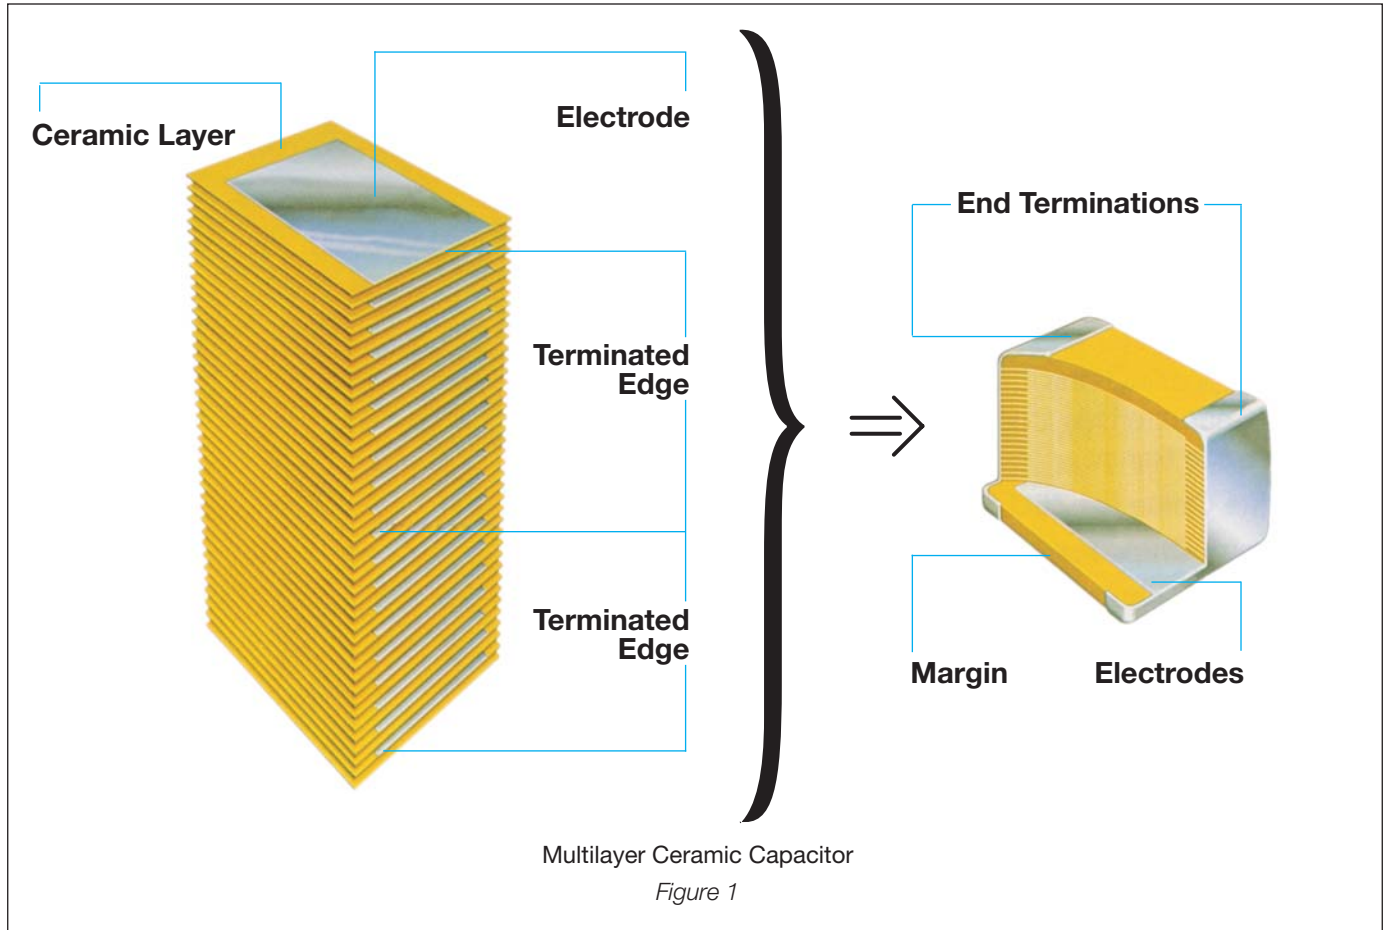 Ceramic Layer
Electrode
Terminated
Edge
Terminated
Edge
End Terminations
Margin
Electrodes
Multilayer Ceramic Capacitor
Figure 1